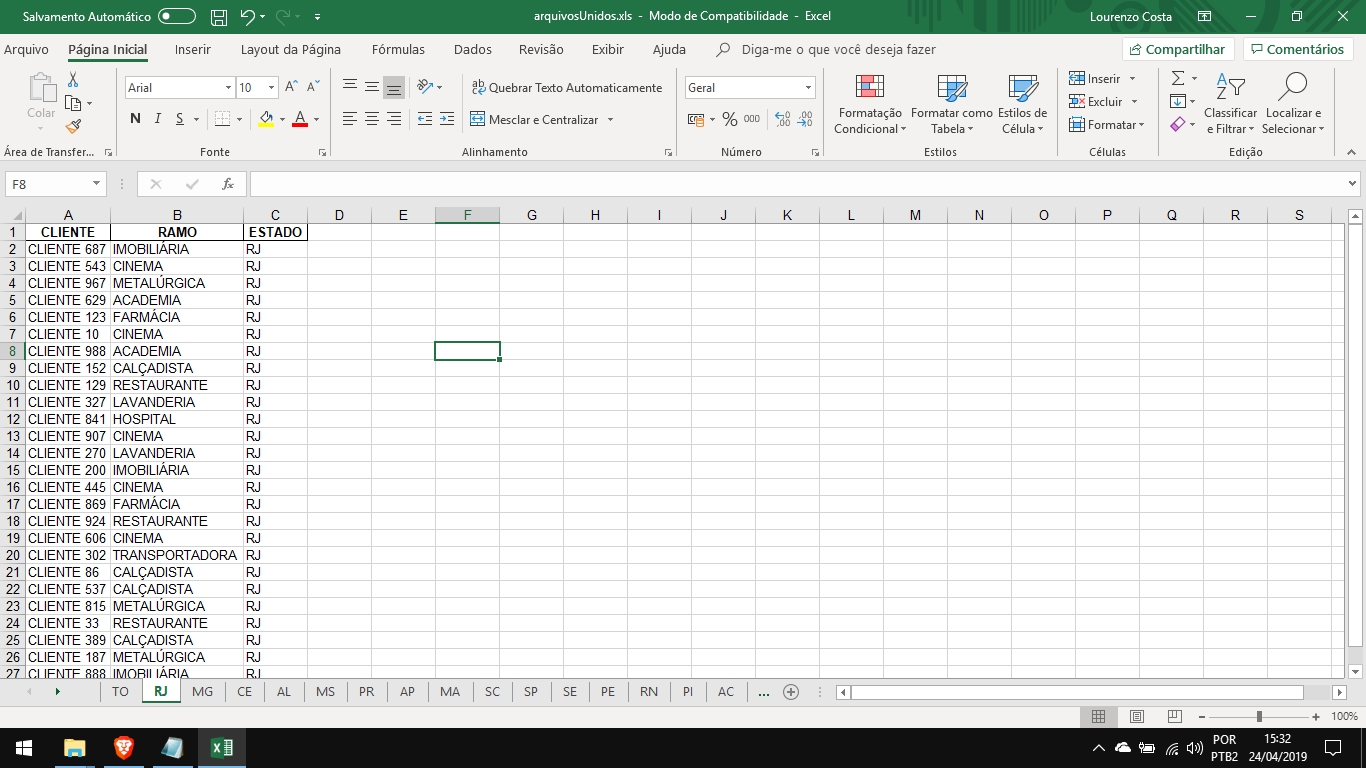 Salvamento Automático
arquivosUnidos.xls - Modo de Compatibilidade - Excel
Lourenzo Costa
Arquivo Página Inicial Inserir Layout da Página Fórmulas Dados Revisão Exibir Ajuda Diga-me o que você deseja fazer Compartilhar Comentários
Colar
Área de Transfer...
Arial 10
N I S
Fonte
Quebrar Texto Automaticamente
Mesclar e Centralizar
Alinhamento
Geral
% 000
Número
Formatação Condicional
Formatar como Tabela
Estilos de Célula
Estilos
Inserir
Excluir
Formatar
Células
Classificar e Filtrar
Localizar e Selecionar
Edição
F8 fx
A B C D E F G H I J K L M N O P Q R S
1 CLIENTE RAMO ESTADO
2 CLIENTE 687 IMOBILIÁRIA RJ
3 CLIENTE 543 CINEMA RJ
4 CLIENTE 967 METALÚRGICA RJ
5 CLIENTE 629 ACADEMIA RJ
6 CLIENTE 123 FARMÁCIA RJ
7 CLIENTE 10 CINEMA RJ
8 CLIENTE 988 ACADEMIA RJ
9 CLIENTE 152 CALÇADISTA RJ
10 CLIENTE 129 RESTAURANTE RJ
11 CLIENTE 327 LAVANDERIA RJ
12 CLIENTE 841 HOSPITAL RJ
13 CLIENTE 907 CINEMA RJ
14 CLIENTE 270 LAVANDERIA RJ
15 CLIENTE 200 IMOBILIÁRIA RJ
16 CLIENTE 445 CINEMA RJ
17 CLIENTE 869 FARMÁCIA RJ
18 CLIENTE 924 RESTAURANTE RJ
19 CLIENTE 606 CINEMA RJ
20 CLIENTE 302 TRANSPORTADORA RJ
21 CLIENTE 86 CALÇADISTA RJ
22 CLIENTE 537 CALÇADISTA RJ
23 CLIENTE 815 METALÚRGICA RJ
24 CLIENTE 33 RESTAURANTE RJ
25 CLIENTE 389 CALÇADISTA RJ
26 CLIENTE 187 METALÚRGICA RJ
27 CLIENTE 888 IMOBILIÁRIA RJ
TO RJ MG CE AL MS PR AP MA SC SP SE PE RN PI AC ...
100%
POR
PTB2
15:32
24/04/2019